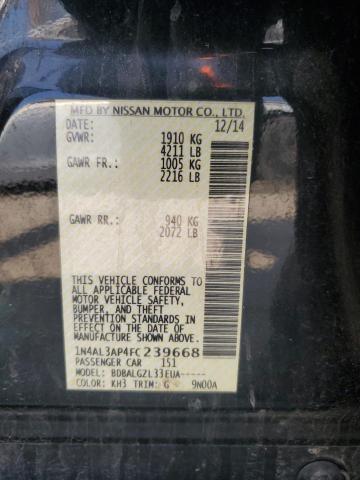 MFD BY NISSAN MOTOR CO., LTD.
DATE: 12/14
GVWR: 1910 KG
4211 LB
GAWR FR.: 1005 KG
2216 LB
GAWR RR.: 940 KG
2072 LB
THIS VEHICLE CONFORMS TO
ALL APPLICABLE FEDERAL
MOTOR VEHICLE SAFETY,
BUMPER, AND THEFT
PREVENTION STANDARDS IN
EFFECT ON THE DATE OF
MANUFACTURE SHOWN ABOVE.
1N4AL3AP4FC239668
PASSENGER CAR 151
MODEL: BDBALGZL33EUA-----
COLOR: KH3 TRIM: G 9N00A